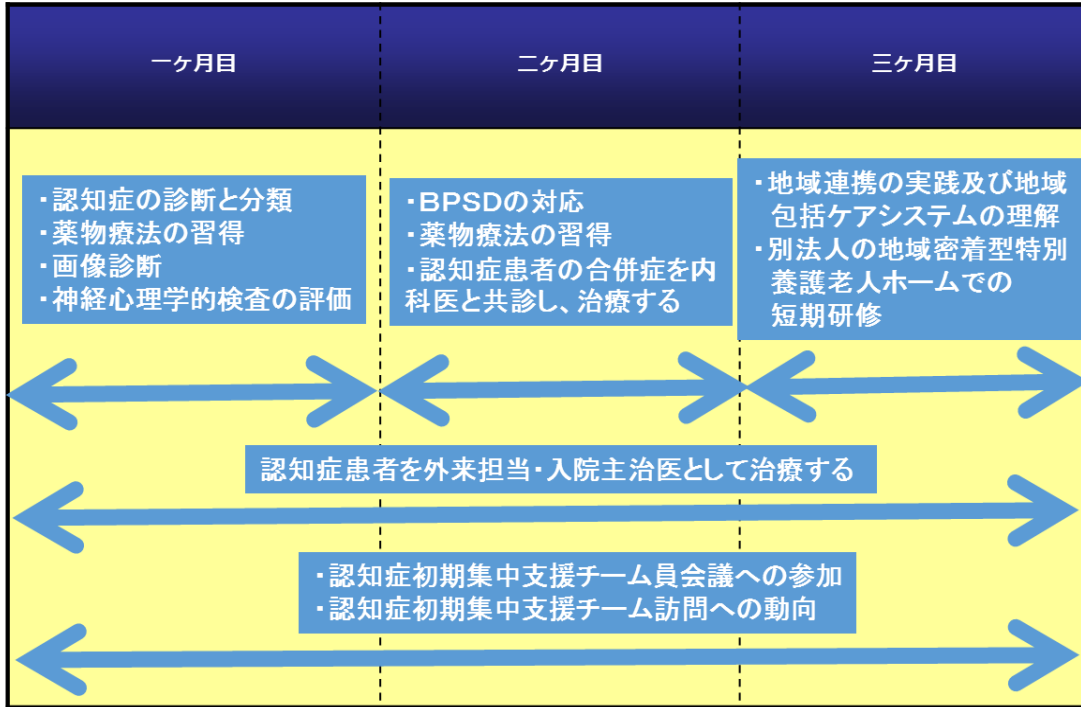 一ヶ月目
二ヶ月目
三ヶ月目
・認知症の診断と分類
・薬物療法の習得
・画像診断
・神経心理学的検査の評価
・BPSDの対応
・薬物療法の習得
・認知症患者の合併症を内
科医と共診し、治療する
・地域連携の実践及び地域
包括ケアシステムの理解
・別法人の地域密着型特別
養護老人ホームでの
短期研修
認知症患者を外来担当・入院主治医として治療する
・認知症初期集中支援チーム員会議への参加
・認知症初期集中支援チーム訪問への動向